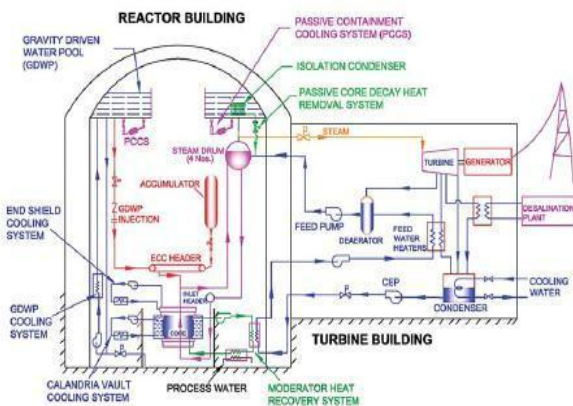 REACTOR BUILDING
GRAVITY DRIVEN
WATER POOL
(GDWP)
PASSIVE CONTAINMENT
COOLING SYSTEM (PCCS)
ISOLATION CONDENSER
PASSIVE CORE DECAY HEAT
REMOVAL SYSTEM
PCCS
STEAM
STEAM DRUM
(4 Nos.)
TURBINE
GENERATOR
ACCUMULATOR
GDWP
INJECTION
DESALINATION
PLANT
END SHIELD
COOLING
SYSTEM
FEED PUMP
DEAERATOR
FEED
WATER
HEATERS
ECC HEADER
INLET
HEADER
GDWP
COOLING
SYSTEM
CORE
CEP
CONDENSER
COOLING
WATER
TURBINE BUILDING
CALANDRIA VAULT
COOLING SYSTEM
PROCESS WATER
MODERATOR HEAT
RECOVERY SYSTEM